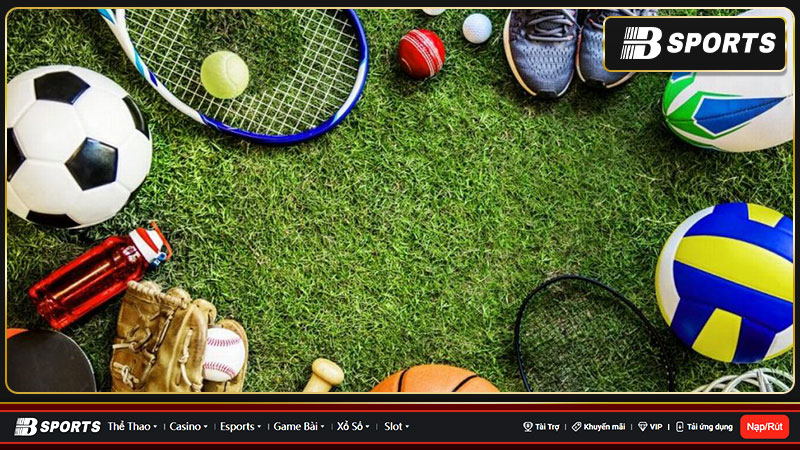 B SPORTS
B SPORTS Thể Thao Casino Esports Game Bài Xổ Số Slot Tài Trợ Khuyến mãi VIP Tải ứng dụng Nạp/Rút